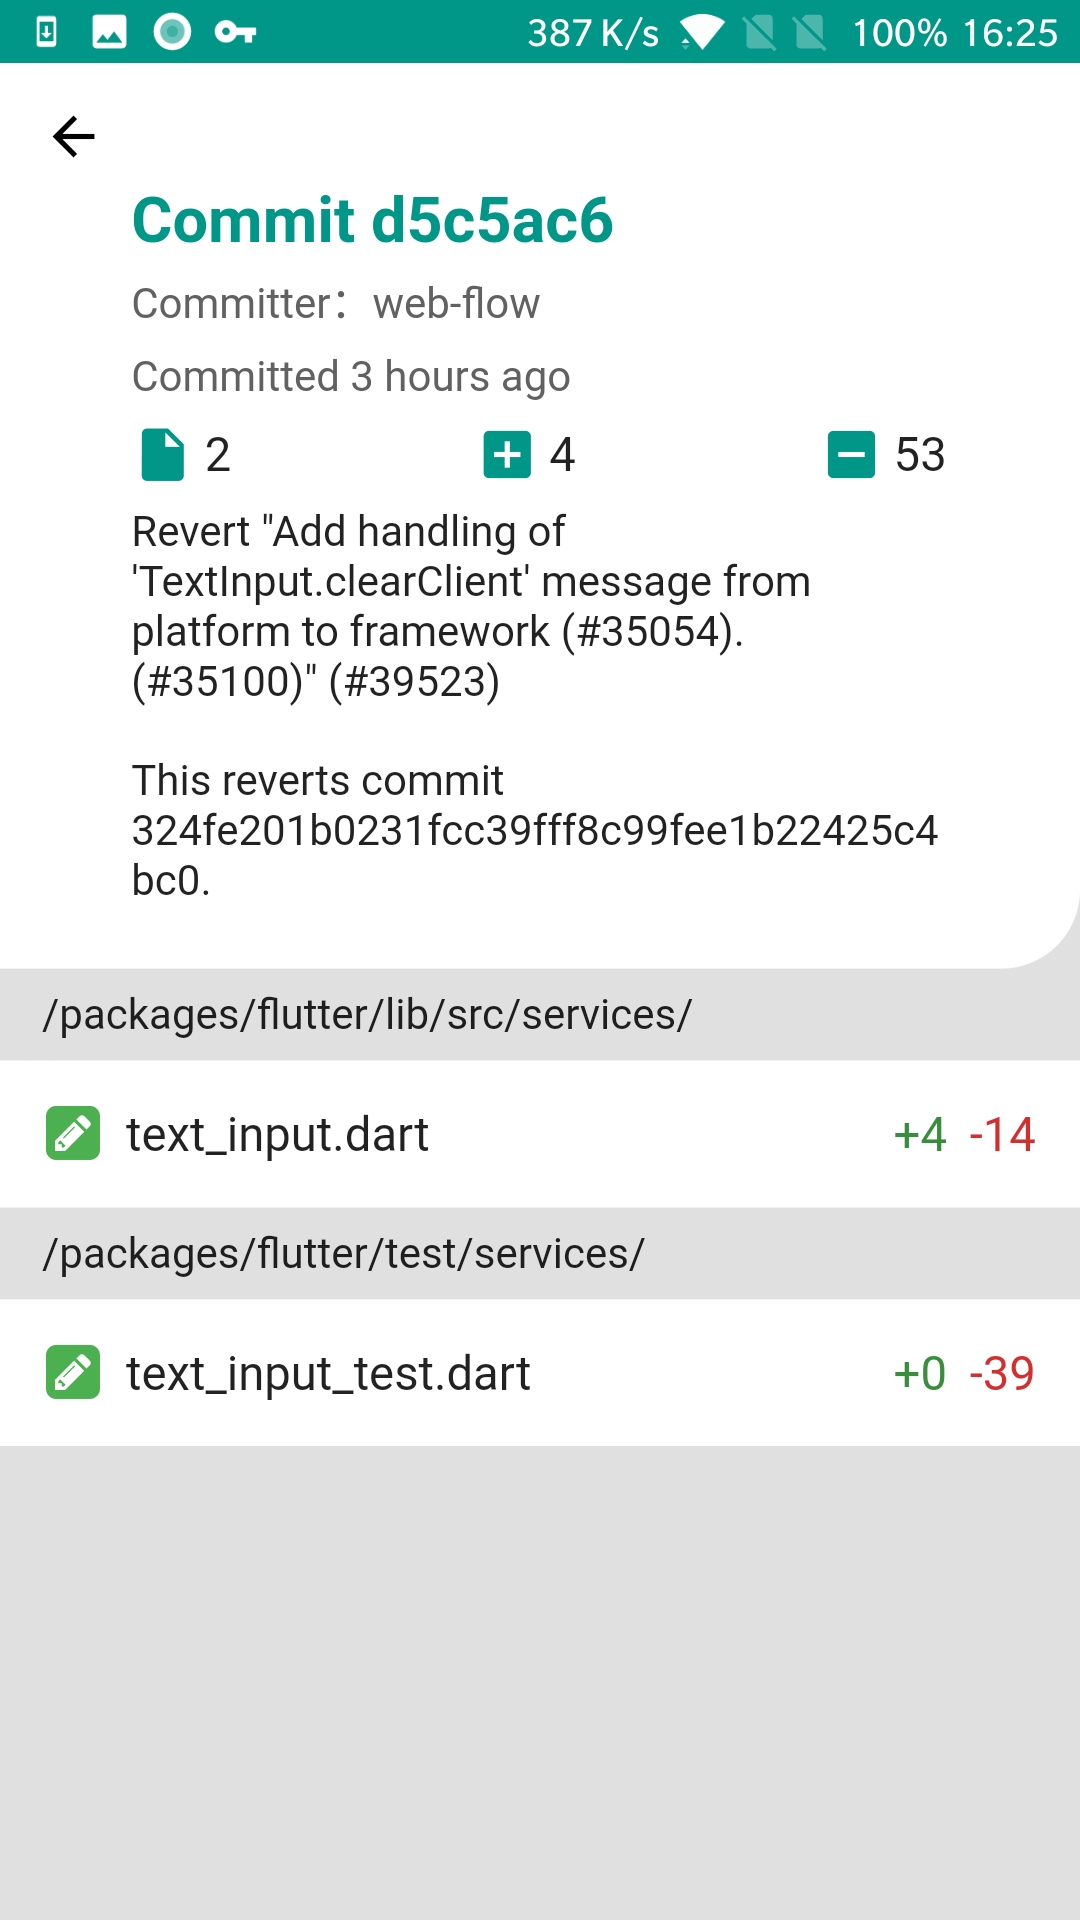 387 K/s 100% 16:25
Commit d5c5ac6
Committer：web-flow
Committed 3 hours ago
2 4 53
Revert "Add handling of
'TextInput.clearClient' message from
platform to framework (#35054).
(#35100)" (#39523)
This reverts commit
324fe201b0231fcc39fff8c99fee1b22425c4
bc0.
/packages/flutter/lib/src/services/
text_input.dart +4 -14
/packages/flutter/test/services/
text_input_test.dart +0 -39